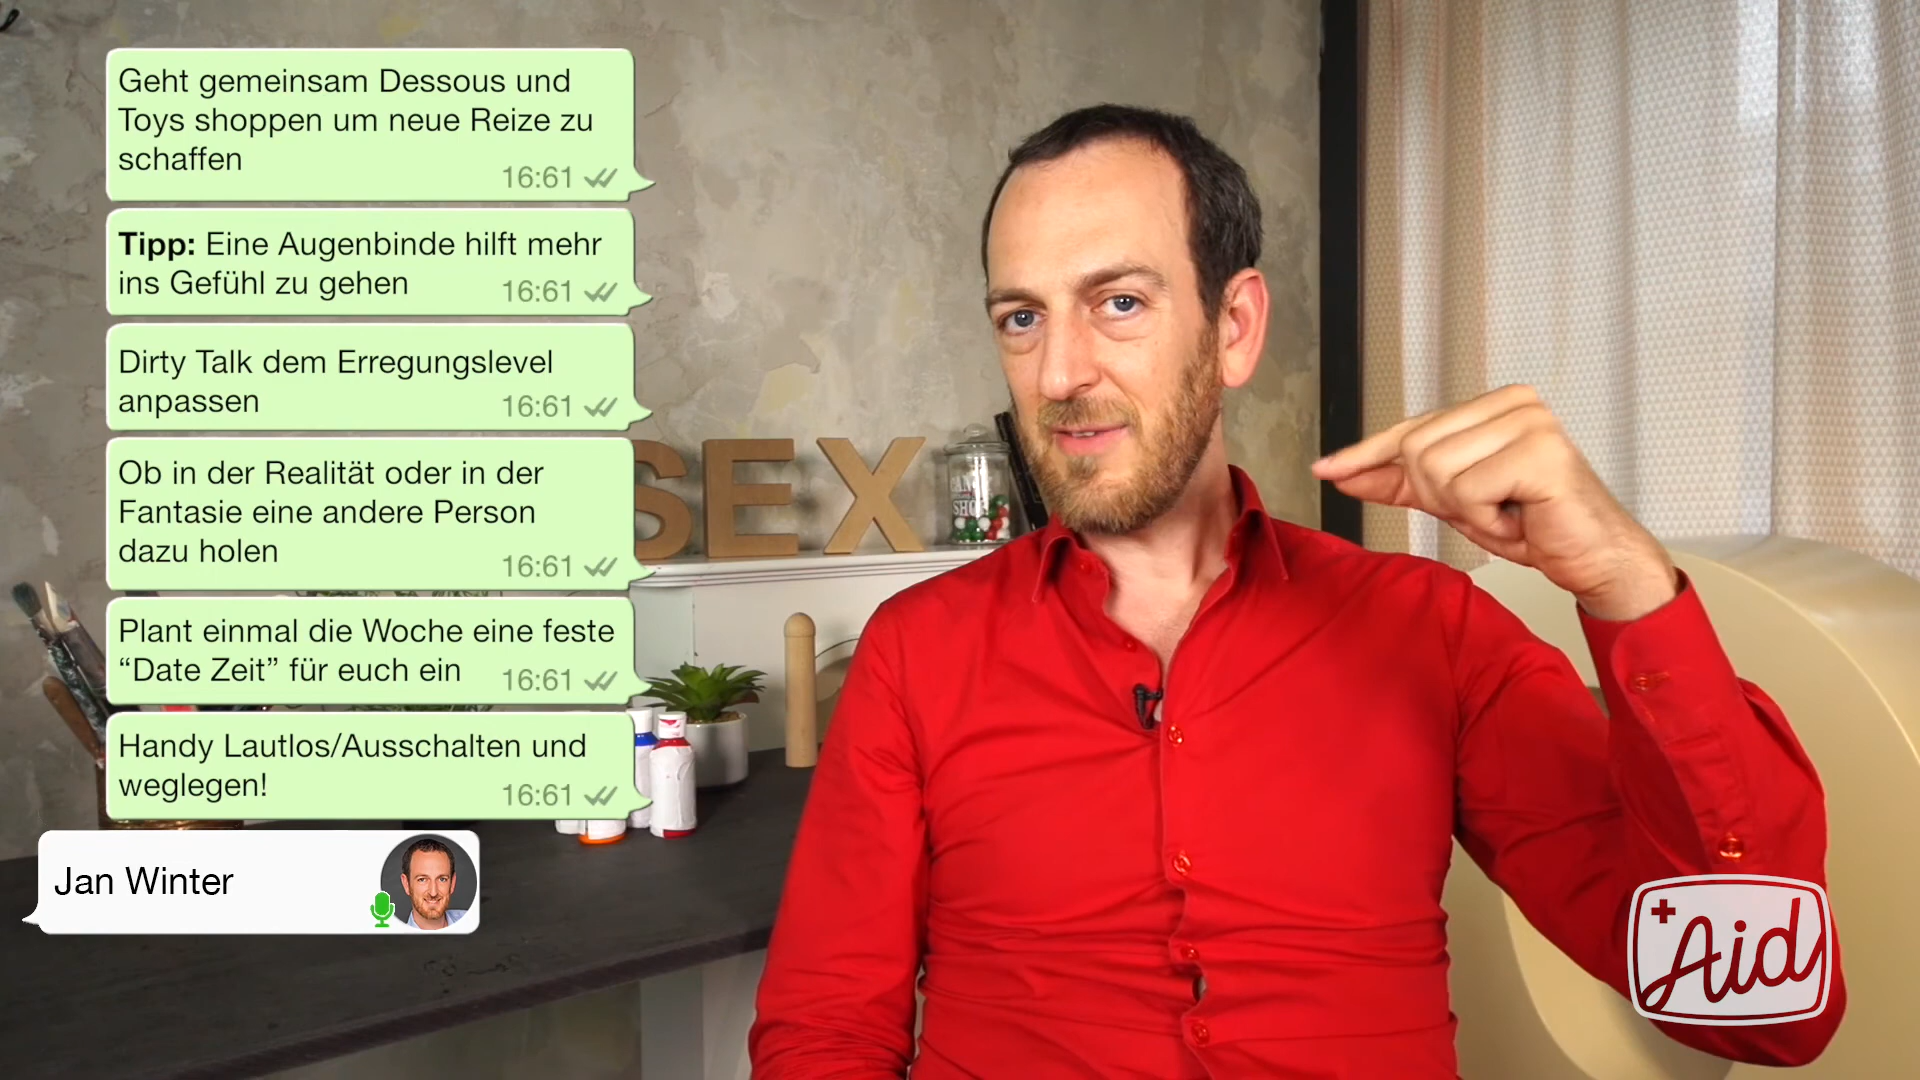 Geht gemeinsam Dessous und
Toys shoppen um neue Reize zu
schaffen
16:61
Tipp: Eine Augenbinde hilft mehr
ins Gefühl zu gehen
16:61
Dirty Talk dem Erregungslevel
anpassen
16:61
Ob in der Realität oder in der
Fantasie eine andere Person
dazu holen
16:61
Plant einmal die Woche eine feste
“Date Zeit” für euch ein
16:61
Handy Lautlos/Ausschalten und
weglegen!
16:61
Jan Winter
SEX
SHOP
+Aid